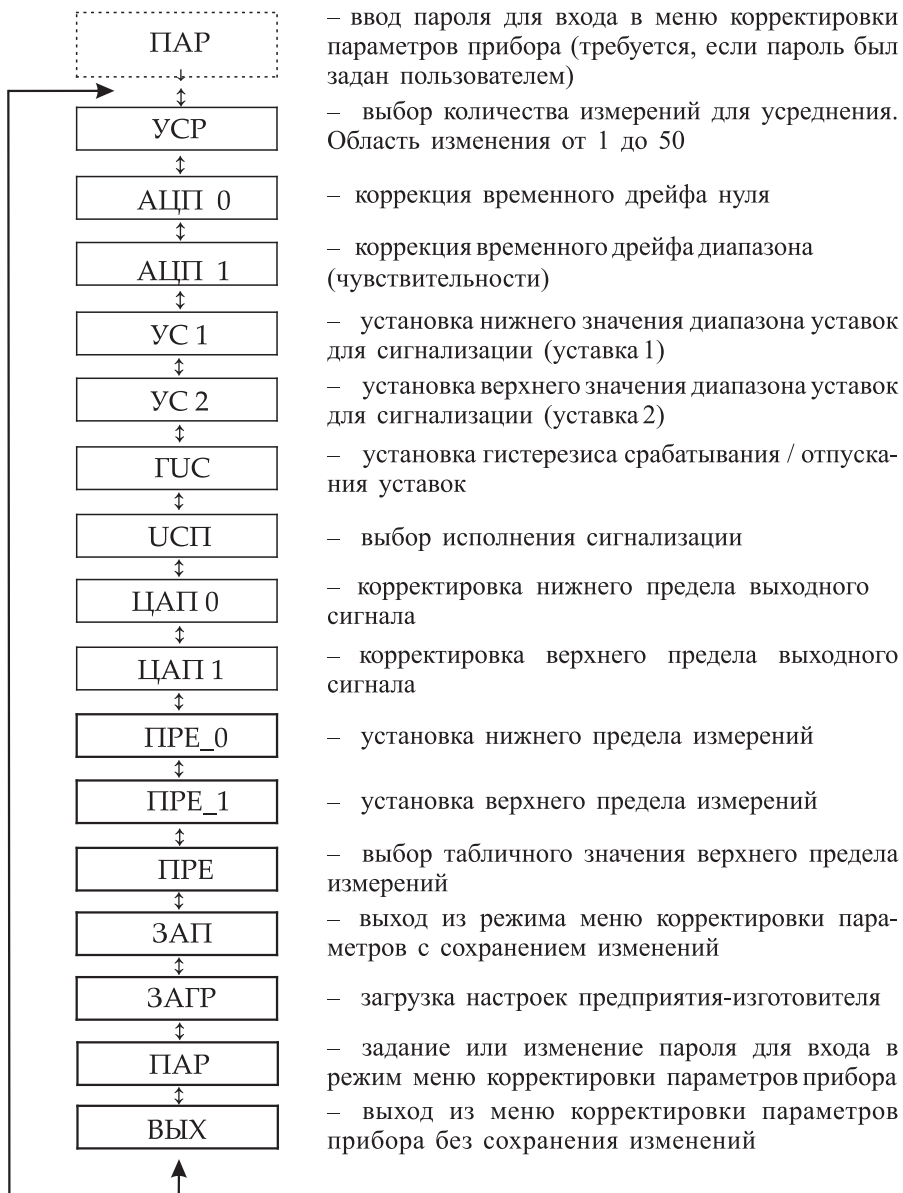 ПАР
– ввод пароля для входа в меню корректировки
параметров прибора (требуется, если пароль был
задан пользователем)
УСР
– выбор количества измерений для усреднения.
Область изменения от 1 до 50
АЦП 0
– коррекция временного дрейфа нуля
АЦП 1
– коррекция временного дрейфа диапазона
(чувствительности)
УС 1
– установка нижнего значения диапазона уставок
для сигнализации (уставка 1)
УС 2
– установка верхнего значения диапазона уставок
для сигнализации (уставка 2)
ГUС
– установка гистерезиса срабатывания / отпуска-
ния уставок
UСП
– выбор исполнения сигнализации
ЦАП 0
– корректировка нижнего предела выходного
сигнала
ЦАП 1
– корректировка верхнего предела выходного
сигнала
ПРЕ_0
– установка нижнего предела измерений
ПРЕ_1
– установка верхнего предела измерений
ПРЕ
– выбор табличного значения верхнего предела
измерений
ЗАП
– выход из режима меню корректировки пара-
метров с сохранением изменений
ЗАГР
– загрузка настроек предприятия-изготовителя
ПАР
– задание или изменение пароля для входа в
режим меню корректировки параметров прибора
ВЫХ
– выход из меню корректировки параметров
прибора без сохранения изменений